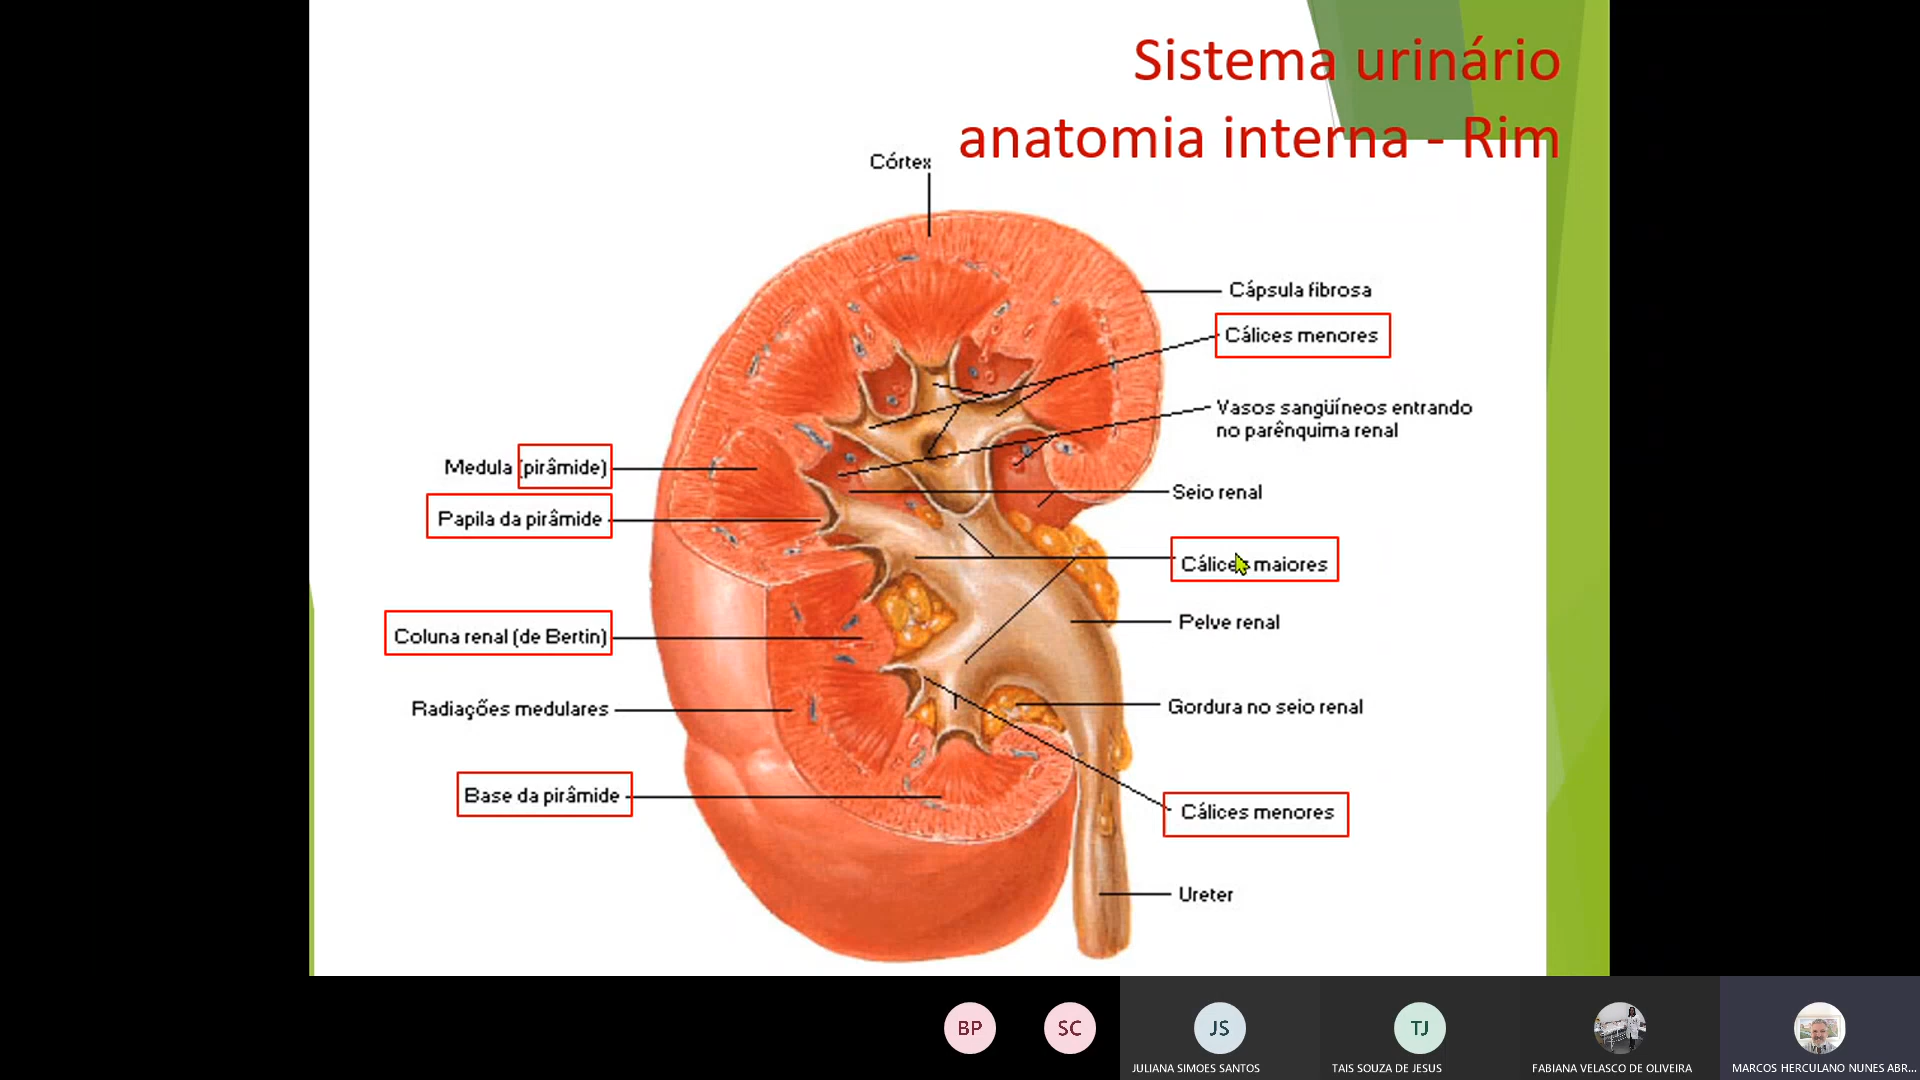 Sistema urinário
anatomia interna - Rim
Córtex
Cápsula fibrosa
Cálices menores
Vasos sangüíneos entrando
no parênquima renal
Medula (pirâmide)
Seio renal
Papila da pirâmide
Cálices maiores
Pelve renal
Coluna renal (de Bertin)
Radiações medulares
Gordura no seio renal
Base da pirâmide
Cálices menores
Ureter
BP
SC
JS
TJ
JULIANA SIMOES SANTOS
TAIS SOUZA DE JESUS
FABIANA VELASCO DE OLIVEIRA
MARCOS HERCULANO NUNES ABR...